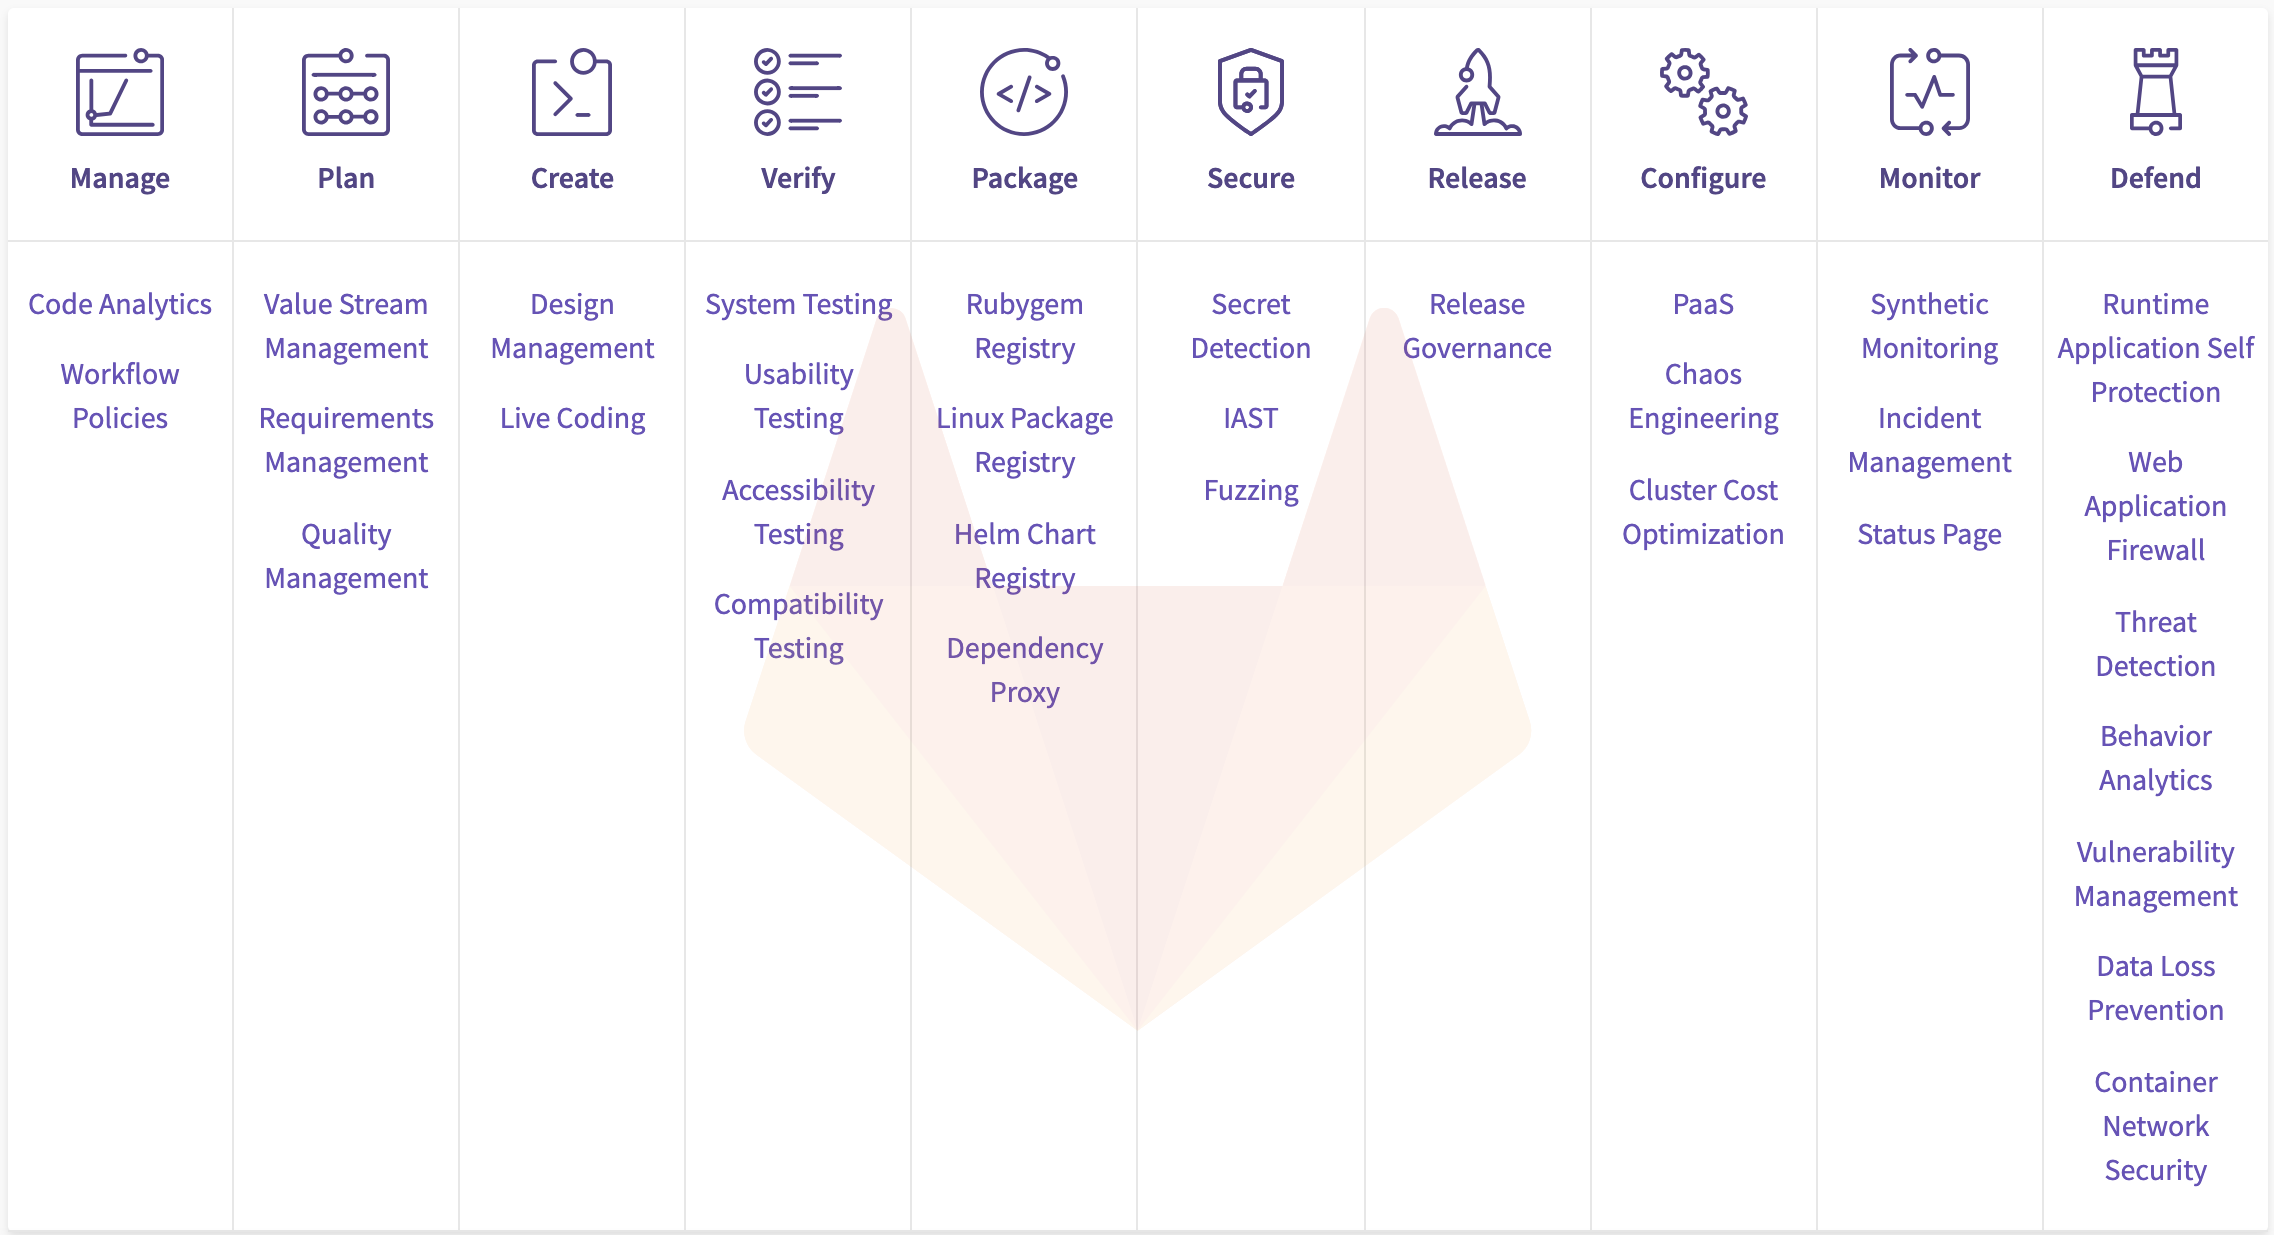 Manage
Plan
Create
Verify
Package
Secure
Release
Configure
Monitor
Defend
Code Analytics
Workflow
Policies
Value Stream
Management
Requirements
Management
Quality
Management
Design
Management
Live Coding
System Testing
Usability
Testing
Accessibility
Testing
Compatibility
Testing
Rubygem
Registry
Linux Package
Registry
Helm Chart
Registry
Dependency
Proxy
Secret
Detection
IAST
Fuzzing
Release
Governance
PaaS
Chaos
Engineering
Cluster Cost
Optimization
Synthetic
Monitoring
Incident
Management
Status Page
Runtime
Application Self
Protection
Web
Application
Firewall
Threat
Detection
Behavior
Analytics
Vulnerability
Management
Data Loss
Prevention
Container
Network
Security